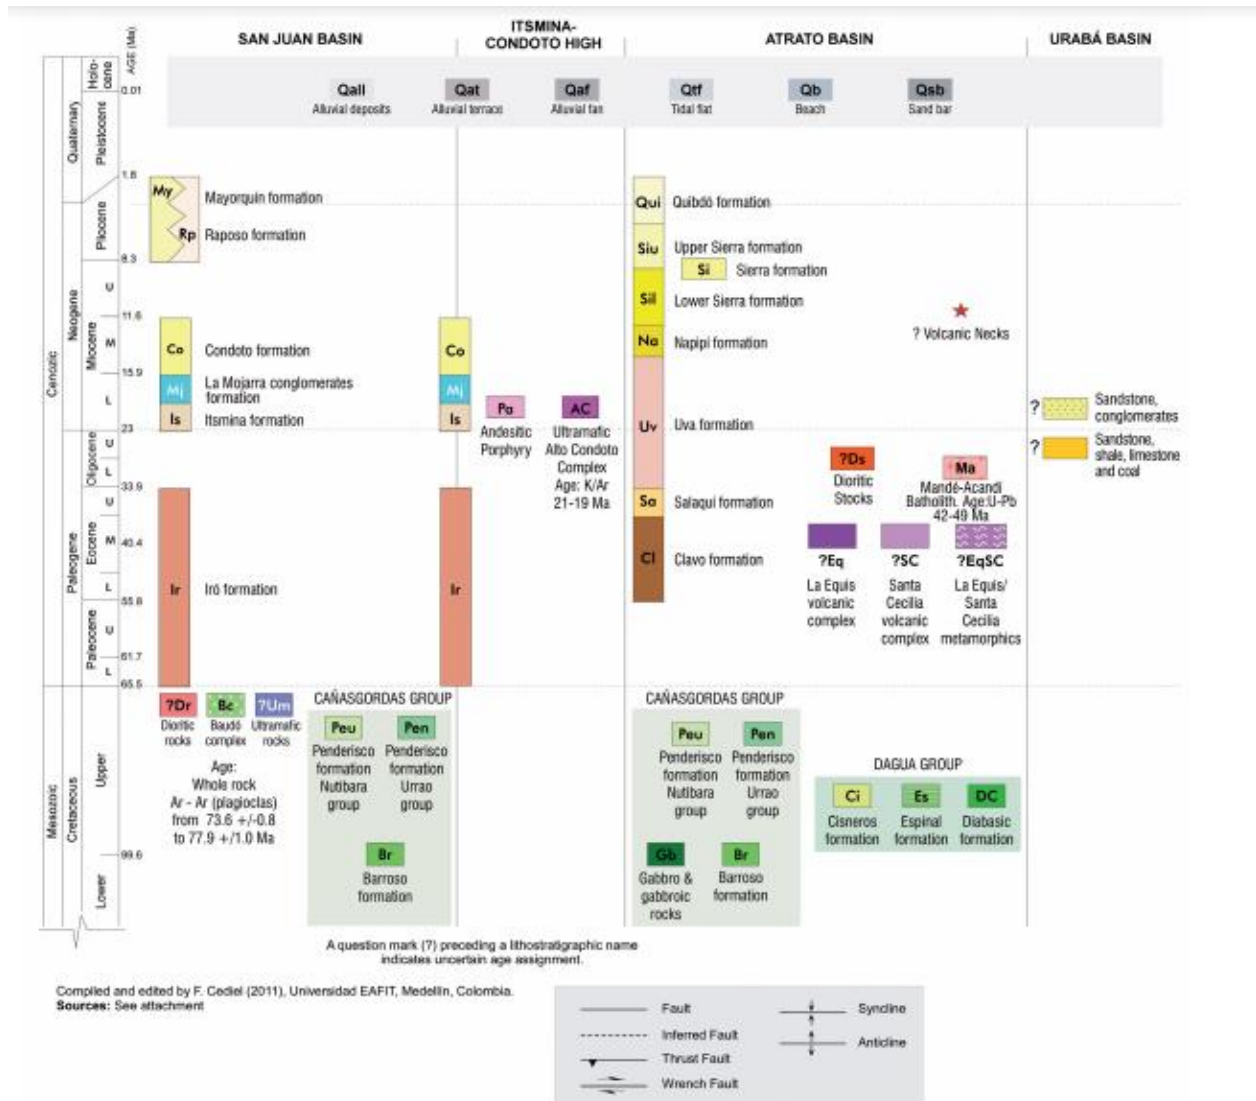 SAN JUAN BASIN
ITSMINA-
CONDOTO HIGH
ATRATO BASIN
URABÁ BASIN
AGE (Ma)
Cenozic
Mesozoic
Quaternary
Neogene
Paleogene
Cretaceous
Holo-
cene
Pleistocene
Pliocene
Miocene
Oligocene
Eocene
Paleocene
Upper
Lower
U
M
L
U
L
U
M
L
U
L
0.01
1.8
11.6
15.9
23
33.9
40.4
55.8
61.7
65.5
99.6
Qall
Alluvial deposits
Qat
Alluvial terrace
Qaf
Alluvial fan
Qtf
Tidal flat
Qb
Beach
Qsb
Sand bar
My
Mayorquin formation
Rp
Raposo formation
Co
Condoto formation
Mj
La Mojarra conglomerates
formation
Is
Itsmina formation
Ir
Iró formation
Co
Mj
Is
Ir
Pa
Andesitic
Porphyry
AC
Ultramafic
Alto Condoto
Complex
Age: K/Ar
21-19 Ma
Qui
Quibdó formation
Siu
Upper Sierra formation
Si
Sierra formation
Sil
Lower Sierra formation
Na
Napipi formation
Uv
Uva formation
Sa
Salaqui formation
Cl
Clavo formation
? Volcanic Necks
?Ds
Dioritic
Stocks
Ma
Mandé-Acandi
Batholith. Age:U-Pb
42-49 Ma
?Eq
La Equis
volcanic
complex
?SC
Santa
Cecilia
volcanic
complex
?EqSC
La Equis/
Santa
Cecilia
metamorphics
?
Sandstone,
conglomerates
?
Sandstone,
shale, limestone
and coal
?Dr
Dioritic
rocks
Bc
Baudó
complex
?Um
Ultramafic
rocks
Age:
Whole rock
Ar - Ar (plagioclas)
from 73.6 +/-0.8
to 77.9 +/1.0 Ma
CAÑASGORDAS GROUP
Peu
Penderisco
formation
Nutibara
group
Pen
Penderisco
formation
Urrao
group
Br
Barroso
formation
CAÑASGORDAS GROUP
Peu
Penderisco
formation
Nutibara
group
Pen
Penderisco
formation
Urrao
group
Gb
Gabbro &
gabbroic
rocks
Br
Barroso
formation
DAGUA GROUP
Ci
Cisneros
formation
Es
Espinal
formation
DC
Diabasic
formation
A question mark (?) preceding a lithostratigraphic name
indicates uncertain age assignment.
Compiled and edited by F. Cediel (2011), Universidad EAFIT, Medellin, Colombia.
Sources: See attachment
Fault
Inferred Fault
Thrust Fault
Wrench Fault
Syncline
Anticline